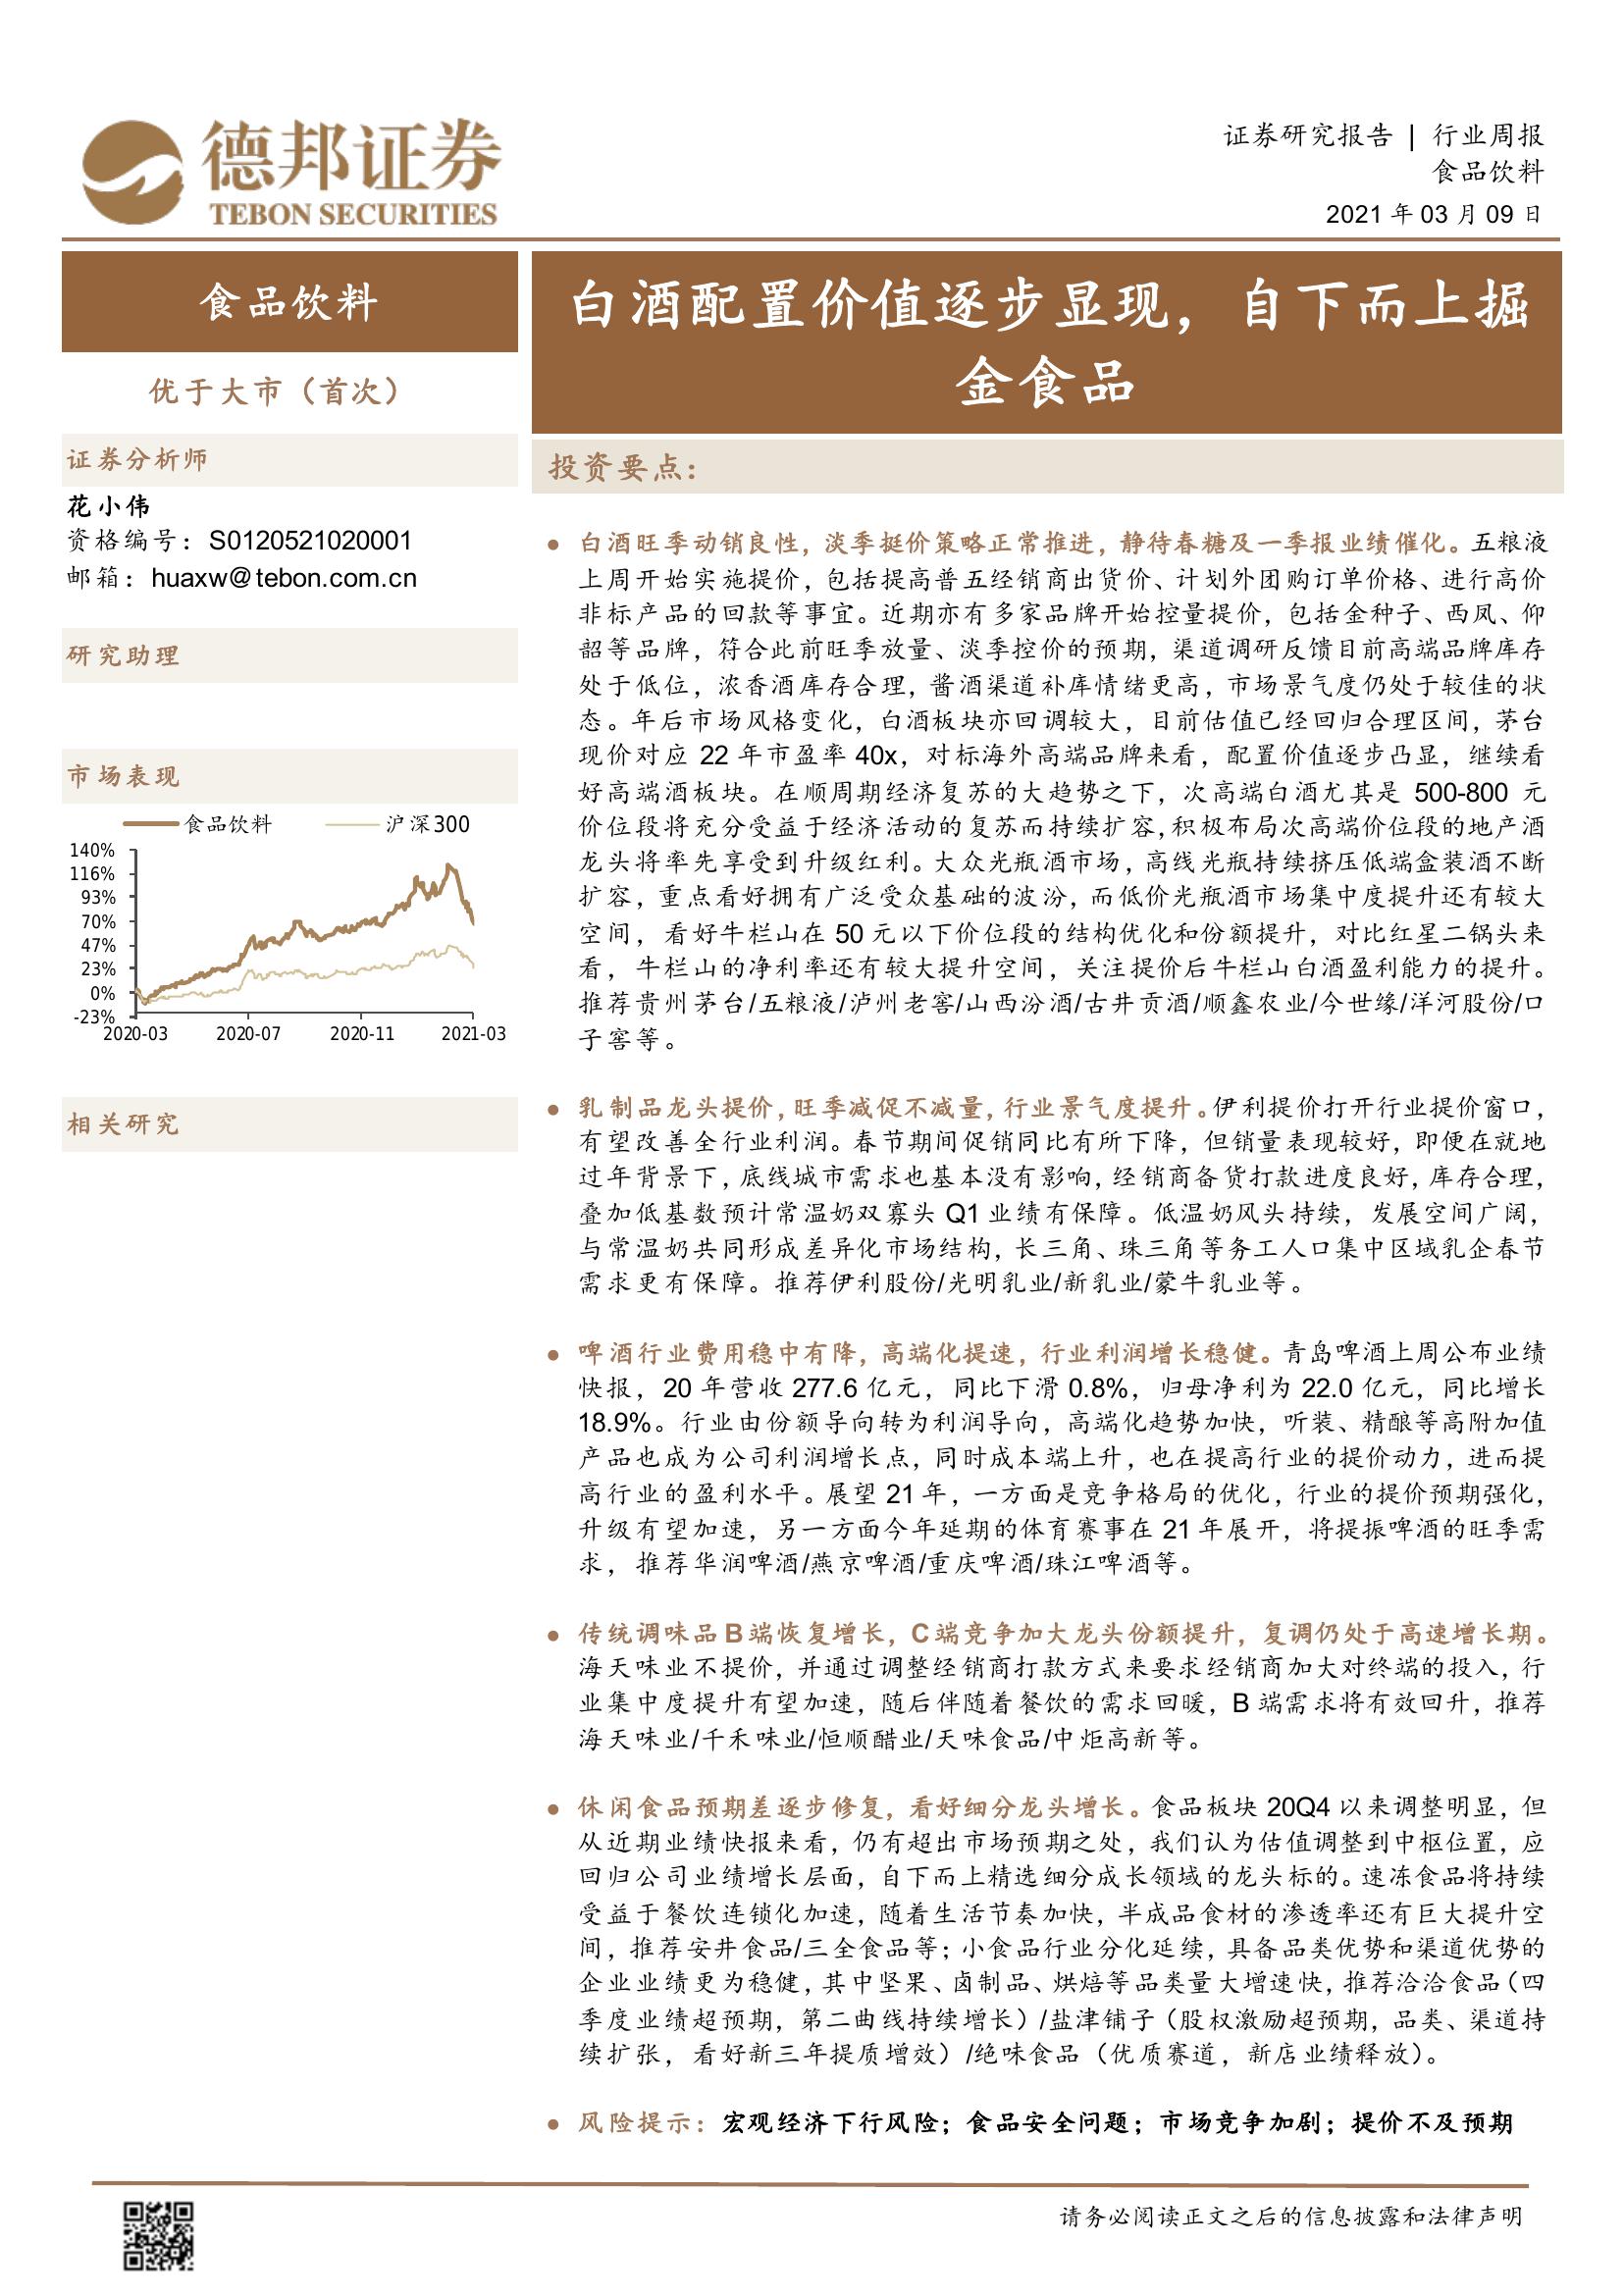 德邦证券
TEBON SECURITIES
证券研究报告 | 行业周报
食品饮料
2021 年 03 月 09 日
食品饮料
优于大市（首次）
证券分析师
花小伟
资格编号：S0120521020001
邮箱：huaxw@tebon.com.cn
研究助理
市场表现
食品饮料 沪深300
140%
116%
93%
70%
47%
23%
0%
-23%
2020-03 2020-07 2020-11 2021-03
相关研究
白酒配置价值逐步显现，自下而上掘
金食品
投资要点：
● 白酒旺季动销良性，淡季挺价策略正常推进，静待春糖及一季报业绩催化。五粮液
上周开始实施提价，包括提高普五经销商出货价、计划外团购订单价格、进行高价
非标产品的回款等事宜。近期亦有多家品牌开始控量提价，包括金种子、西凤、仰
韶等品牌，符合此前旺季放量、淡季控价的预期，渠道调研反馈目前高端品牌库存
处于低位，浓香酒库存合理，酱酒渠道补库情绪更高，市场景气度仍处于较佳的状
态。年后市场风格变化，白酒板块亦回调较大，目前估值已经回归合理区间，茅台
现价对应 22 年市盈率 40x，对标海外高端品牌来看，配置价值逐步凸显，继续看
好高端酒板块。在顺周期经济复苏的大趋势之下，次高端白酒尤其是 500-800 元
价位段将充分受益于经济活动的复苏而持续扩容,积极布局次高端价位段的地产酒
龙头将率先享受到升级红利。大众光瓶酒市场，高线光瓶持续挤压低端盒装酒不断
扩容，重点看好拥有广泛受众基础的波汾，而低价光瓶酒市场集中度提升还有较大
空间，看好牛栏山在 50 元以下价位段的结构优化和份额提升，对比红星二锅头来
看，牛栏山的净利率还有较大提升空间，关注提价后牛栏山白酒盈利能力的提升。
推荐贵州茅台/五粮液/泸州老窖/山西汾酒/古井贡酒/顺鑫农业/今世缘/洋河股份/口
子窖等。
● 乳制品龙头提价，旺季减促不减量，行业景气度提升。伊利提价打开行业提价窗口，
有望改善全行业利润。春节期间促销同比有所下降，但销量表现较好，即便在就地
过年背景下，底线城市需求也基本没有影响，经销商备货打款进度良好，库存合理，
叠加低基数预计常温奶双寡头 Q1 业绩有保障。低温奶风头持续，发展空间广阔，
与常温奶共同形成差异化市场结构，长三角、珠三角等务工人口集中区域乳企春节
需求更有保障。推荐伊利股份/光明乳业/新乳业/蒙牛乳业等。
● 啤酒行业费用稳中有降，高端化提速，行业利润增长稳健。青岛啤酒上周公布业绩
快报，20 年营收 277.6 亿元，同比下滑 0.8%，归母净利为 22.0 亿元，同比增长
18.9%。行业由份额导向转为利润导向，高端化趋势加快，听装、精酿等高附加值
产品也成为公司利润增长点，同时成本端上升，也在提高行业的提价动力，进而提
高行业的盈利水平。展望 21 年，一方面是竞争格局的优化，行业的提价预期强化，
升级有望加速，另一方面今年延期的体育赛事在 21 年展开，将提振啤酒的旺季需
求，推荐华润啤酒/燕京啤酒/重庆啤酒/珠江啤酒等。
● 传统调味品 B 端恢复增长，C 端竞争加大龙头份额提升，复调仍处于高速增长期。
海天味业不提价，并通过调整经销商打款方式来要求经销商加大对终端的投入，行
业集中度提升有望加速，随后伴随着餐饮的需求回暖，B 端需求将有效回升，推荐
海天味业/千禾味业/恒顺醋业/天味食品/中炬高新等。
● 休闲食品预期差逐步修复，看好细分龙头增长。食品板块 20Q4 以来调整明显，但
从近期业绩快报来看，仍有超出市场预期之处，我们认为估值调整到中枢位置，应
回归公司业绩增长层面，自下而上精选细分成长领域的龙头标的。速冻食品将持续
受益于餐饮连锁化加速，随着生活节奏加快，半成品食材的渗透率还有巨大提升空
间，推荐安井食品/三全食品等；小食品行业分化延续，具备品类优势和渠道优势的
企业业绩更为稳健，其中坚果、卤制品、烘焙等品类量大增速快，推荐洽洽食品（四
季度业绩超预期，第二曲线持续增长）/盐津铺子（股权激励超预期，品类、渠道持
续扩张，看好新三年提质增效）/绝味食品（优质赛道，新店业绩释放）。
● 风险提示：宏观经济下行风险；食品安全问题；市场竞争加剧；提价不及预期
请务必阅读正文之后的信息披露和法律声明